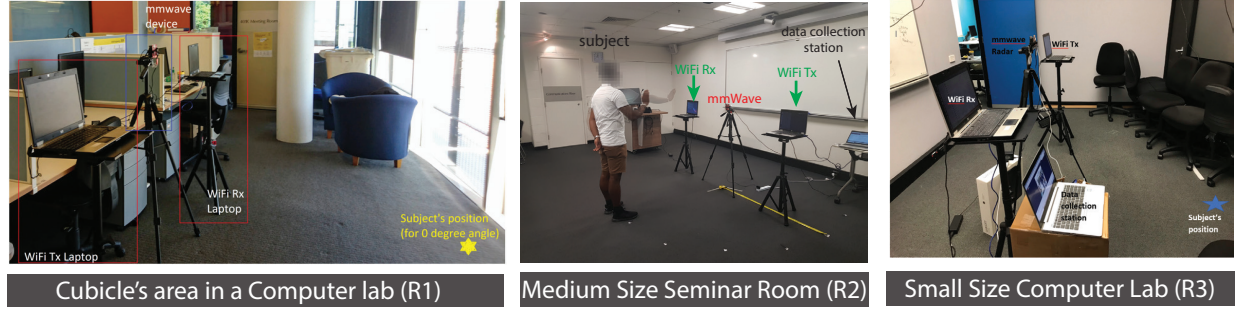 mmwave
device
WiFi Rx
Laptop
Subject's position
(for 0 degree angle)
WiFi Tx Laptop
Cubicle's area in a Computer lab (R1)
subject
data collection
station
WiFi Rx
WiFi Tx
mmWave
Medium Size Seminar Room (R2)
mmwave
Radar
WiFi Tx
WiFi Rx
Data
collection
station
Subject's
position
Small Size Computer Lab (R3)